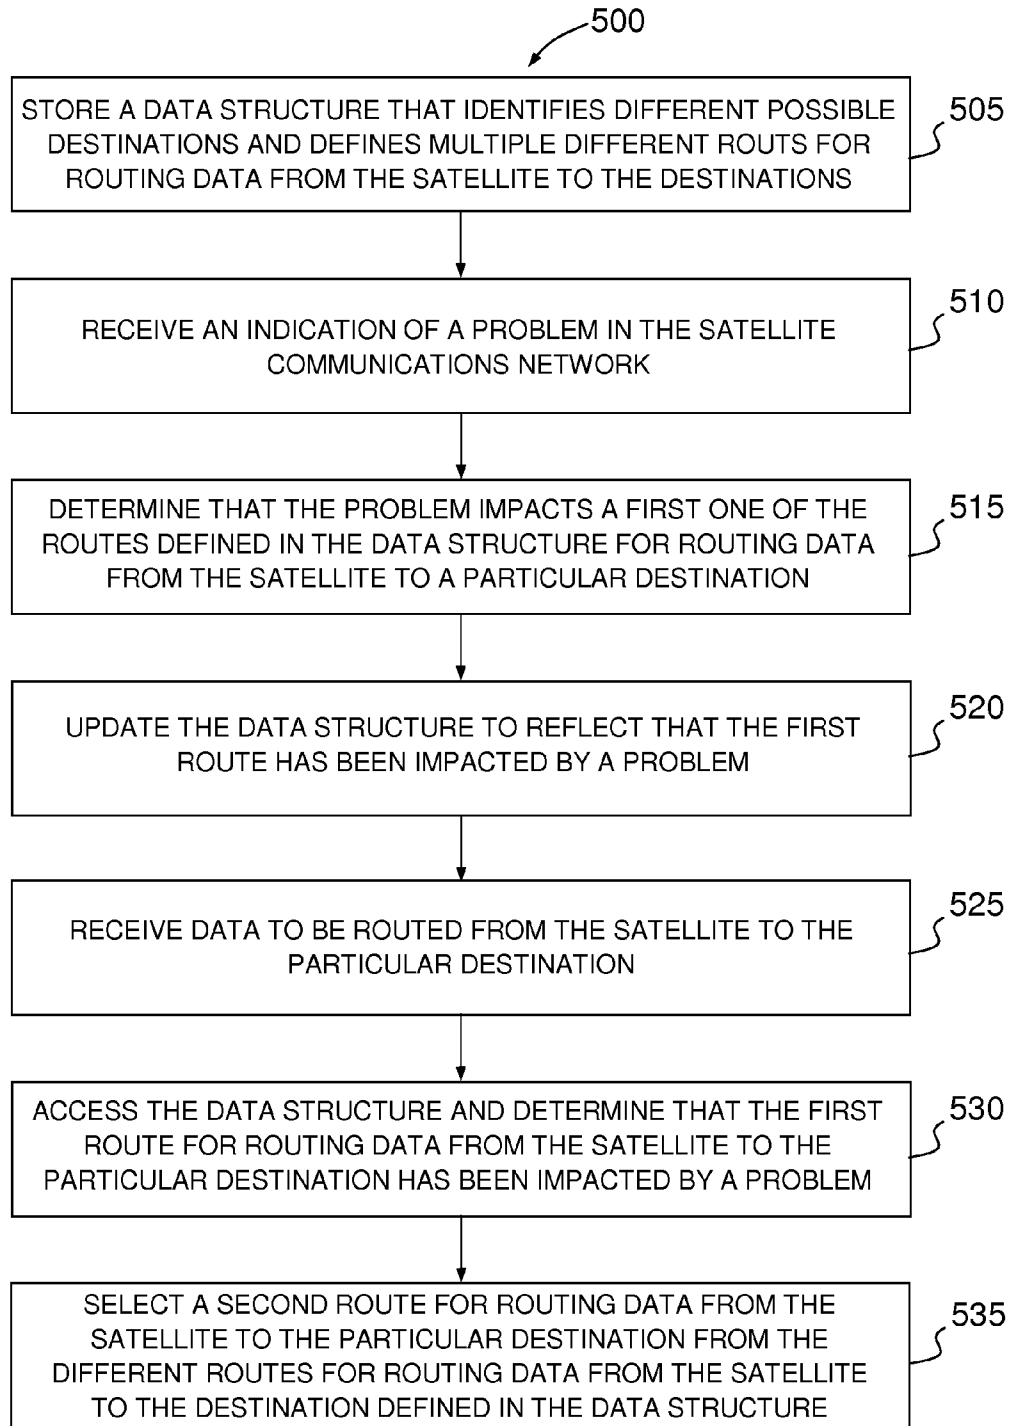 500
STORE A DATA STRUCTURE THAT IDENTIFIES DIFFERENT POSSIBLE
DESTINATIONS AND DEFINES MULTIPLE DIFFERENT ROUTS FOR
ROUTING DATA FROM THE SATELLITE TO THE DESTINATIONS
505
RECEIVE AN INDICATION OF A PROBLEM IN THE SATELLITE
COMMUNICATIONS NETWORK
510
DETERMINE THAT THE PROBLEM IMPACTS A FIRST ONE OF THE
ROUTES DEFINED IN THE DATA STRUCTURE FOR ROUTING DATA
FROM THE SATELLITE TO A PARTICULAR DESTINATION
515
UPDATE THE DATA STRUCTURE TO REFLECT THAT THE FIRST
ROUTE HAS BEEN IMPACTED BY A PROBLEM
520
RECEIVE DATA TO BE ROUTED FROM THE SATELLITE TO THE
PARTICULAR DESTINATION
525
ACCESS THE DATA STRUCTURE AND DETERMINE THAT THE FIRST
ROUTE FOR ROUTING DATA FROM THE SATELLITE TO THE
PARTICULAR DESTINATION HAS BEEN IMPACTED BY A PROBLEM
530
SELECT A SECOND ROUTE FOR ROUTING DATA FROM THE
SATELLITE TO THE PARTICULAR DESTINATION FROM THE
DIFFERENT ROUTES FOR ROUTING DATA FROM THE SATELLITE
TO THE DESTINATION DEFINED IN THE DATA STRUCTURE
535